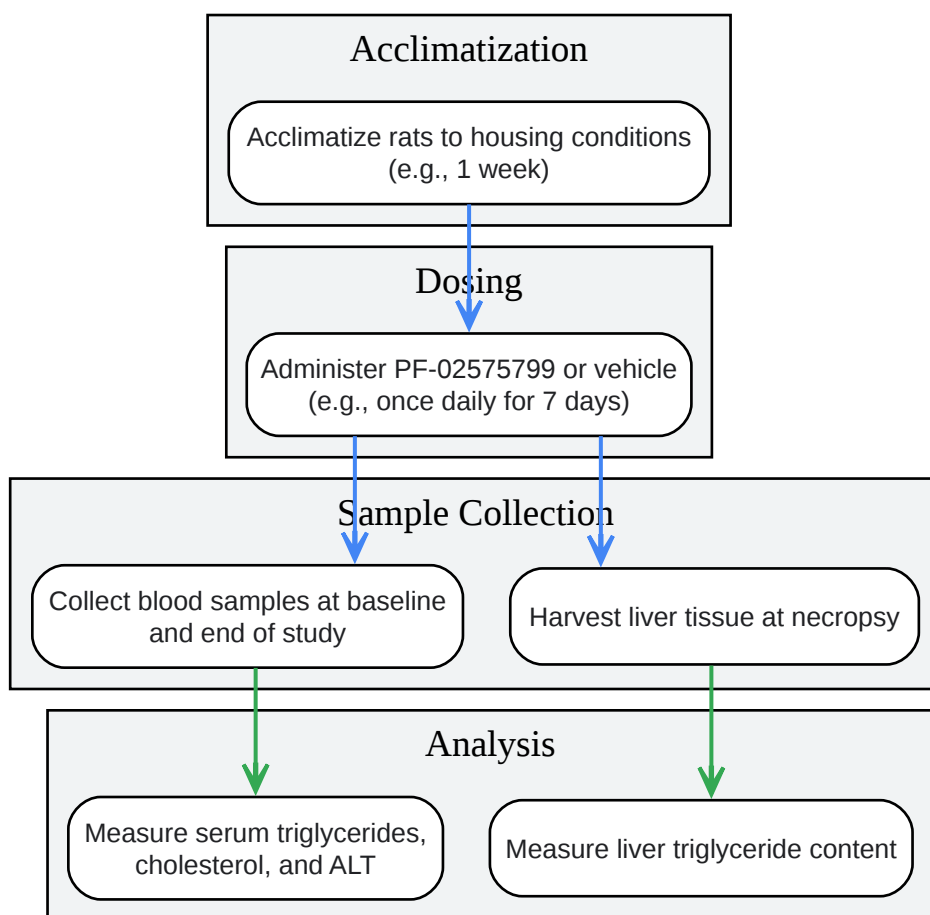 Acclimatization
Acclimatize rats to housing conditions
(e.g., 1 week)
Dosing
Administer PF-02575799 or vehicle
(e.g., once daily for 7 days)
Sample Collection
Collect blood samples at baseline
and end of study
Harvest liver tissue at necropsy
Analysis
Measure serum triglycerides,
cholesterol, and ALT
Measure liver triglyceride content